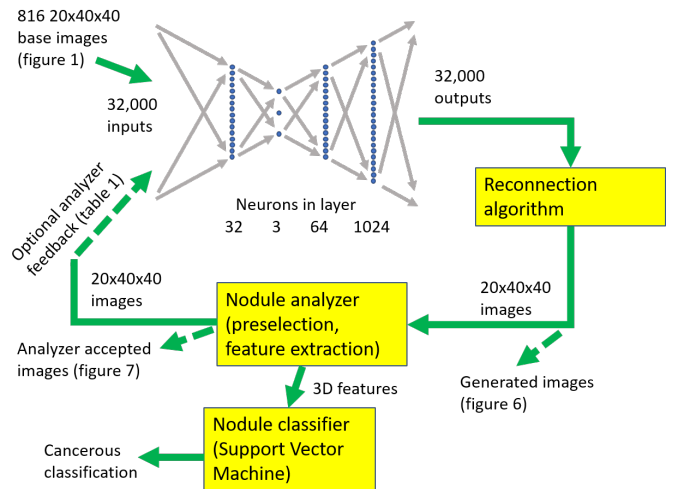 816 20x40x40
base images
(figure 1)
32,000
inputs
32,000
outputs
Neurons in layer
32 3 64 1024
Reconnection
algorithm
Optional analyzer
feedback (table 1)
20x40x40
images
20x40x40
images
Nodule analyzer
(preselection,
feature extraction)
Analyzer accepted
images (figure 7)
Generated images
(figure 6)
3D features
Nodule classifier
(Support Vector
Machine)
Cancerous
classification